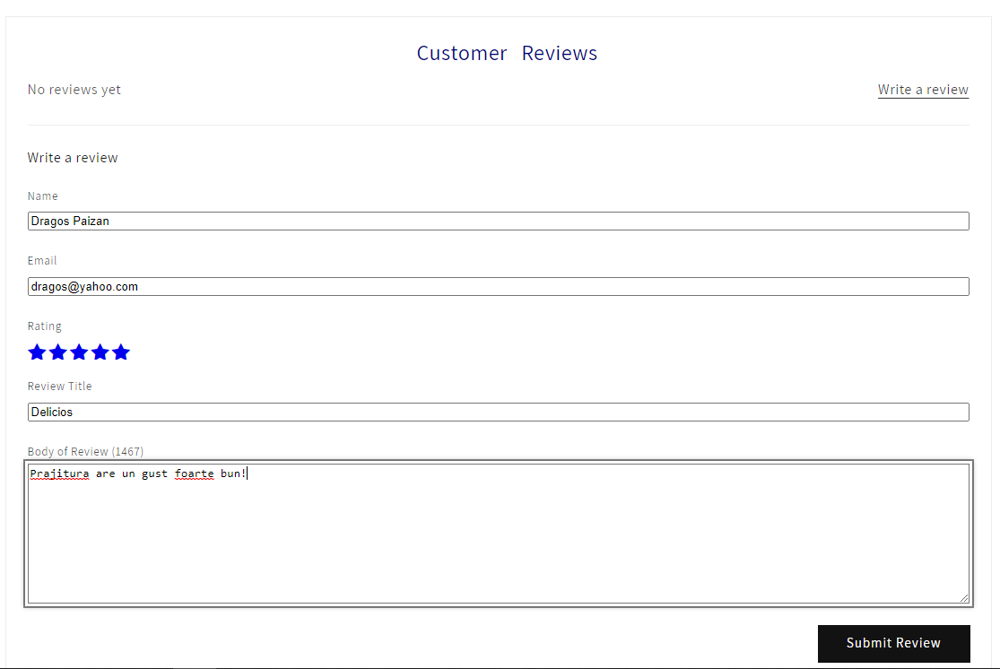 Customer Reviews
No reviews yet
Write a review
Write a review
Name
Dragos Paizan
Email
dragos@yahoo.com
Rating
Review Title
Delicios
Body of Review (1467)
Prajitura are un gust foarte bun!
Submit Review